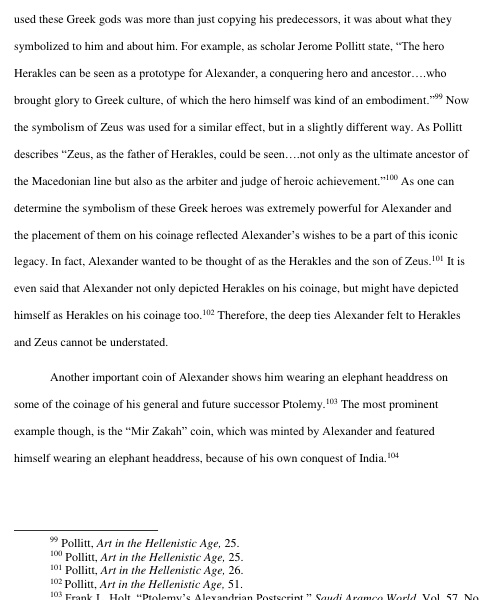 used these Greek gods was more than just copying his predecessors, it was about what they
symbolized to him and about him. For example, as scholar Jerome Pollitt state, “The hero
Herakles can be seen as a prototype for Alexander, a conquering hero and ancestor….who
brought glory to Greek culture, of which the hero himself was kind of an embodiment.”99 Now
the symbolism of Zeus was used for a similar effect, but in a slightly different way. As Pollitt
describes “Zeus, as the father of Herakles, could be seen….not only as the ultimate ancestor of
the Macedonian line but also as the arbiter and judge of heroic achievement.”100 As one can
determine the symbolism of these Greek heroes was extremely powerful for Alexander and
the placement of them on his coinage reflected Alexander’s wishes to be a part of this iconic
legacy. In fact, Alexander wanted to be thought of as the Herakles and the son of Zeus.101 It is
even said that Alexander not only depicted Herakles on his coinage, but might have depicted
himself as Herakles on his coinage too.102 Therefore, the deep ties Alexander felt to Herakles
and Zeus cannot be understated.
Another important coin of Alexander shows him wearing an elephant headdress on
some of the coinage of his general and future successor Ptolemy.103 The most prominent
example though, is the “Mir Zakah” coin, which was minted by Alexander and featured
himself wearing an elephant headdress, because of his own conquest of India.104
99 Pollitt, Art in the Hellenistic Age, 25.
100 Pollitt, Art in the Hellenistic Age, 25.
101 Pollitt, Art in the Hellenistic Age, 26.
102 Pollitt, Art in the Hellenistic Age, 51.
103 Frank L. Holt, “Ptolemy’s Alexandrian Postscript,” Saudi Aramco World, Vol. 57, No